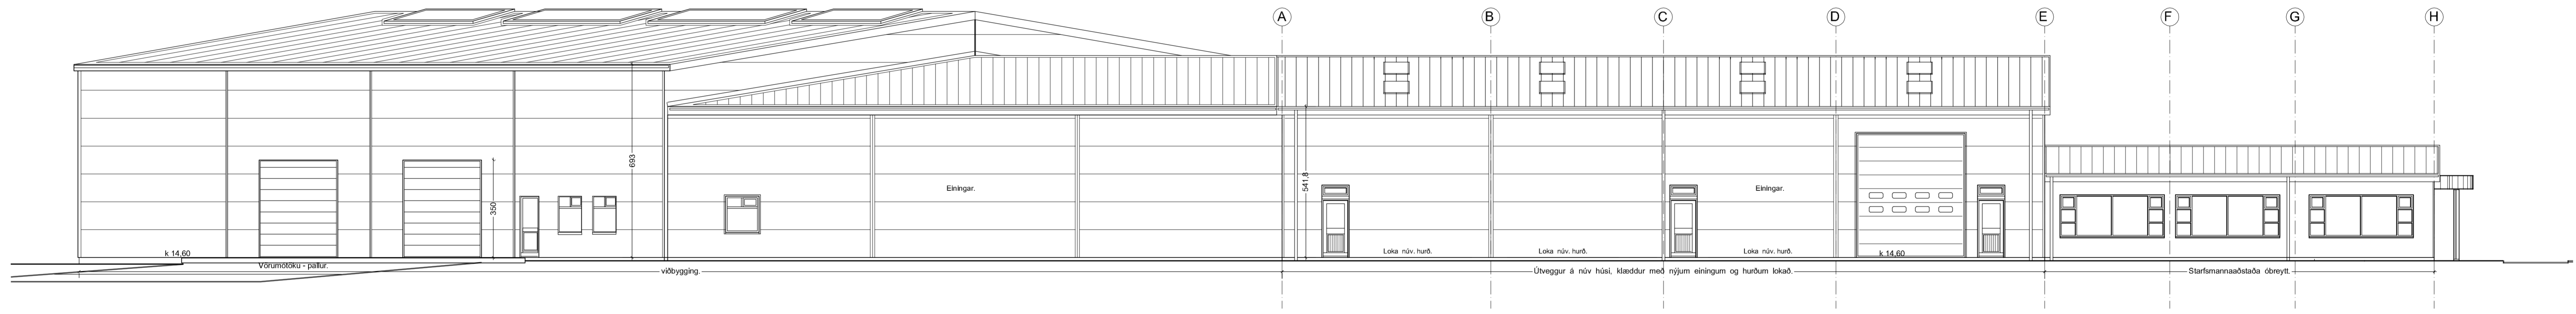 A B C D E F G H
693
541,8
350
Einingar.
Einingar.
k 14,60
Loka núv. hurð.
Loka núv. hurð.
Loka núv. hurð.
k 14,60
Vörumótöku - pallur.
viðbygging.
Útveggur á núv húsi, klæddur með nýjum einingum og hurðum lokað.
Starfsmannaaðstaða óbreytt.